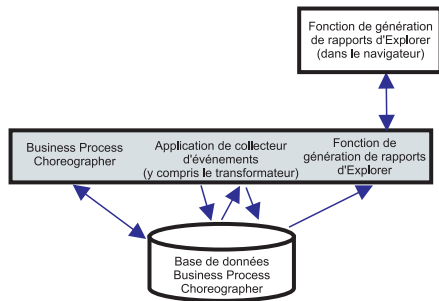 Fonction de génération
de rapports d'Explorer
(dans le navigateur)
Business Process
Choreographer
Application de collecteur
d'événements
(y compris le transformateur)
Fonction de
génération de rapports
d'Explorer
Base de données
Business Process
Choreographer